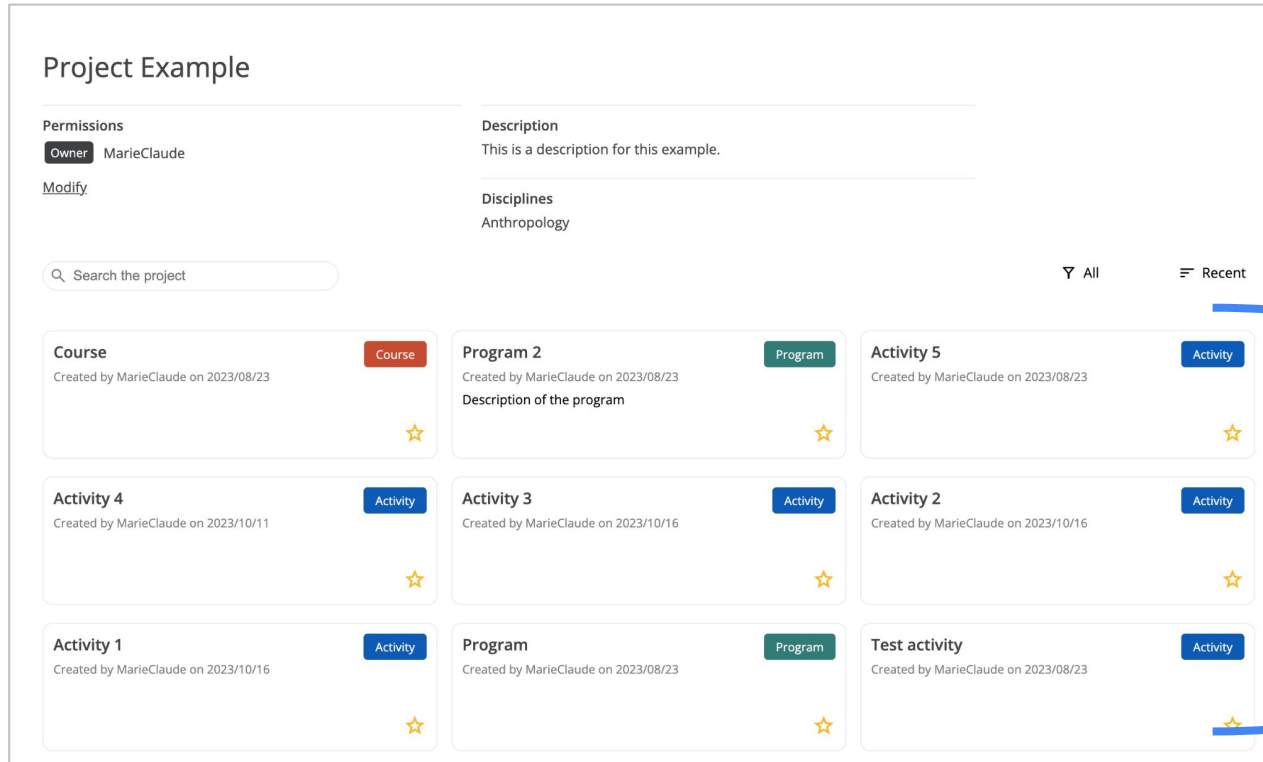 Project Example
Permissions
Owner MarieClaude
Modify
Description
This is a description for this example.
Disciplines
Anthropology
Search the project
All
Recent
Course
Course
Created by MarieClaude on 2023/08/23
Program 2
Program
Created by MarieClaude on 2023/08/23
Description of the program
Activity 5
Activity
Created by MarieClaude on 2023/08/23
Activity 4
Activity
Created by MarieClaude on 2023/10/11
Activity 3
Activity
Created by MarieClaude on 2023/10/16
Activity 2
Activity
Created by MarieClaude on 2023/10/16
Activity 1
Activity
Created by MarieClaude on 2023/10/16
Program
Program
Created by MarieClaude on 2023/08/23
Test activity
Activity
Created by MarieClaude on 2023/08/23